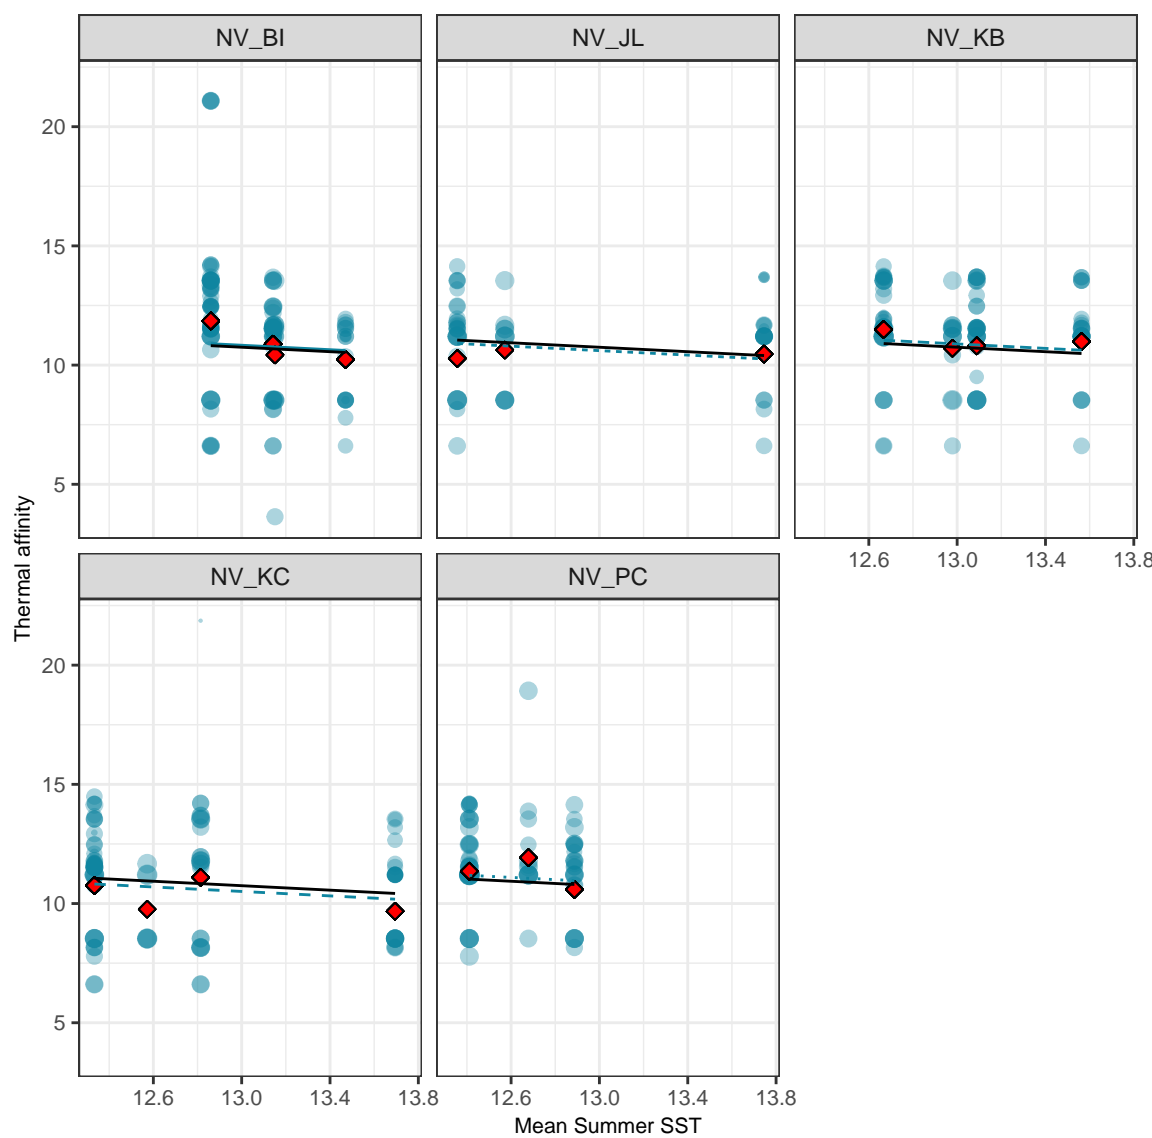 NV_BI NV_JL NV_KB
20
15
10
5
12.6 13.0 13.4 13.8
NV_KC NV_PC
20
15
10
5
12.6 13.0 13.4 13.8 12.6 13.0 13.4 13.8
Thermal affinity
Mean Summer SST